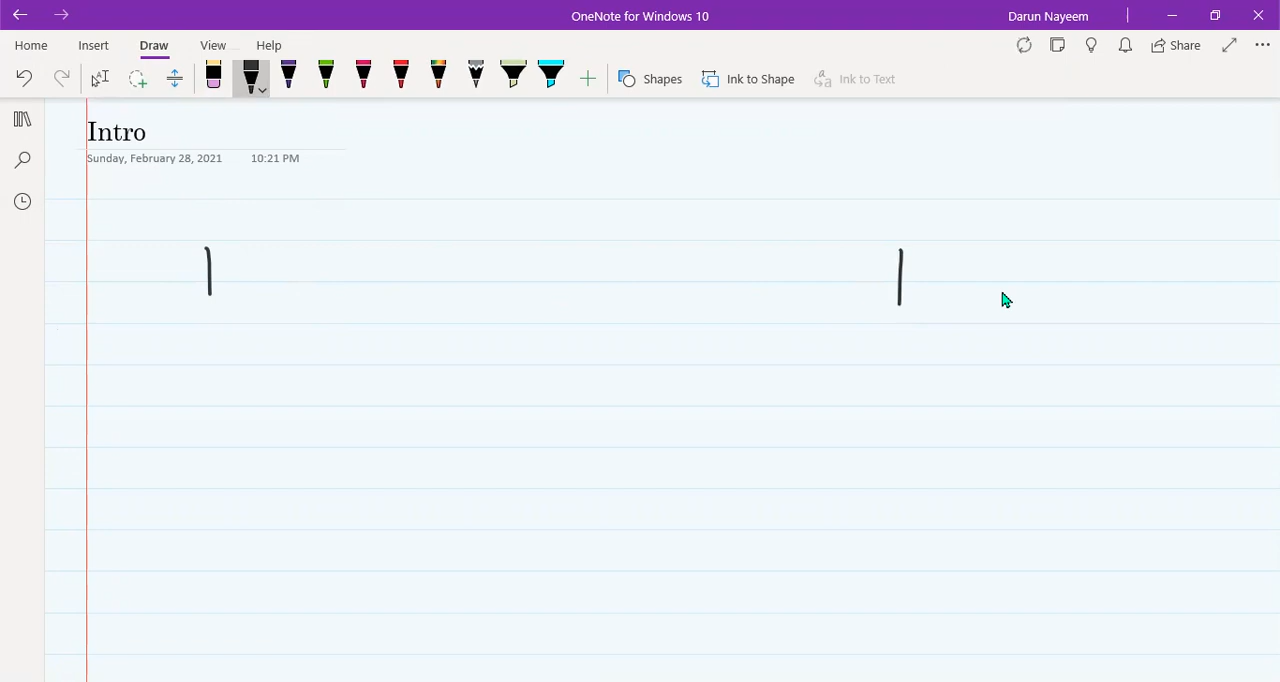 OneNote for Windows 10
Darun Nayeem
Home Insert Draw View Help
Share
Shapes
Ink to Shape
Ink to Text
Intro
Sunday, February 28, 2021 10:21 PM